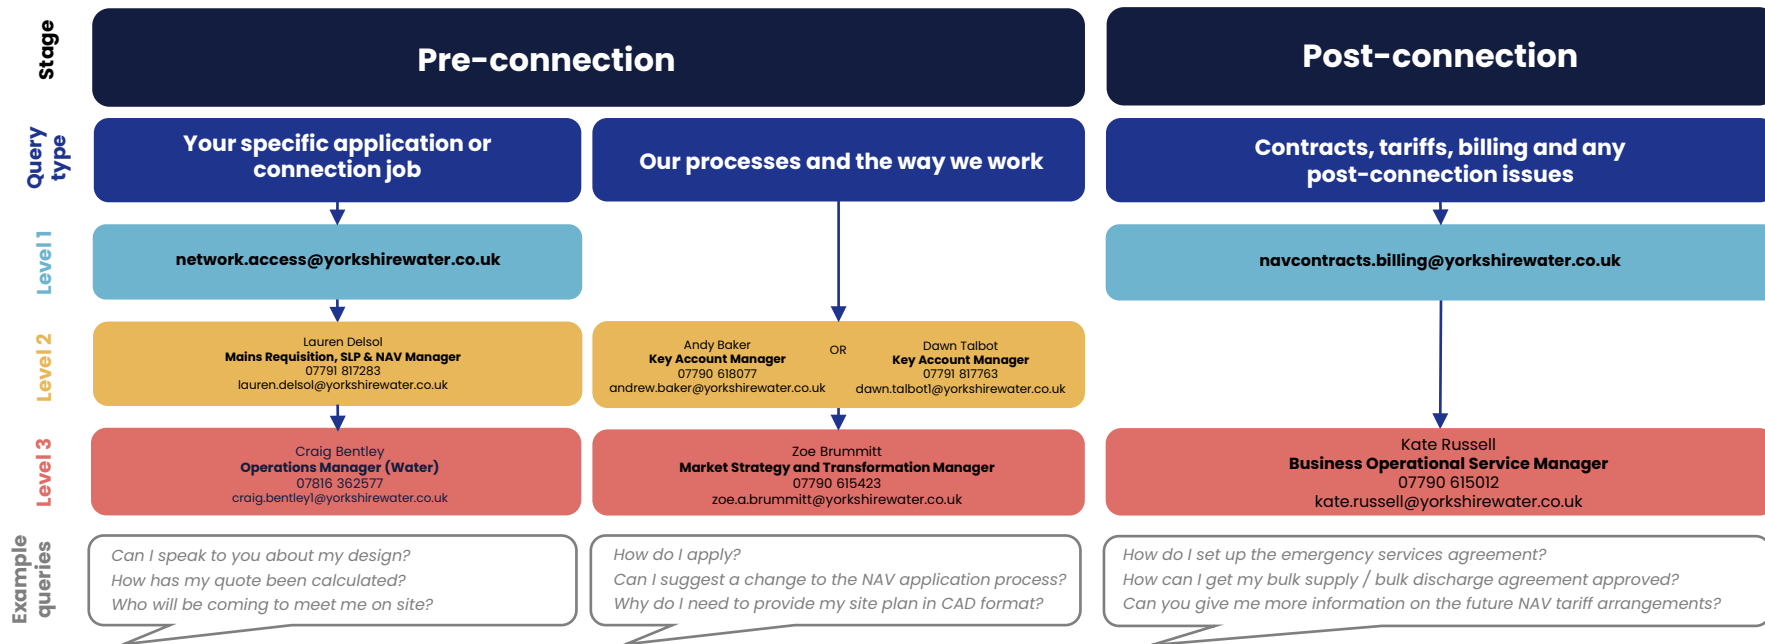 Stage
Pre-connection
Post-connection
Query
type
Your specific application or
connection job
Our processes and the way we work
Contracts, tariffs, billing and any
post-connection issues
Level 1
network.access@yorkshirewater.co.uk
navcontracts.billing@yorkshirewater.co.uk
Level 2
Lauren Delsol
Mains Requisition, SLP & NAV Manager
07791 817283
lauren.delsol@yorkshirewater.co.uk
Andy Baker
Key Account Manager
07790 618077
andrew.baker@yorkshirewater.co.uk
OR
Dawn Talbot
Key Account Manager
07791 817763
dawn.talbot1@yorkshirewater.co.uk
Level 3
Craig Bentley
Operations Manager (Water)
07816 362577
craig.bentley1@yorkshirewater.co.uk
Zoe Brummitt
Market Strategy and Transformation Manager
07790 615423
zoe.a.brummitt@yorkshirewater.co.uk
Kate Russell
Business Operational Service Manager
07790 615012
kate.russell@yorkshirewater.co.uk
Example
queries
Can I speak to you about my design?
How has my quote been calculated?
Who will be coming to meet me on site?
How do I apply?
Can I suggest a change to the NAV application process?
Why do I need to provide my site plan in CAD format?
How do I set up the emergency services agreement?
How can I get my bulk supply / bulk discharge agreement approved?
Can you give me more information on the future NAV tariff arrangements?